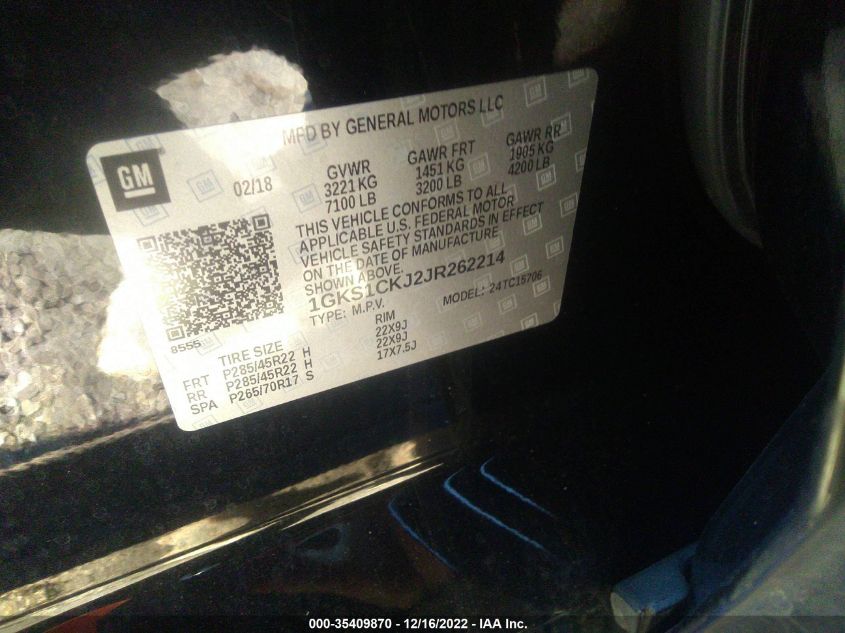 MFD BY GENERAL MOTORS LLC
GM
02/18
GVWR GAWR FRT GAWR RR
3221 KG 1451 KG 1905 KG
7100 LB 3200 LB 4200 LB
THIS VEHICLE CONFORMS TO ALL
APPLICABLE U.S. FEDERAL MOTOR
VEHICLE SAFETY STANDARDS IN EFFECT
ON THE DATE OF MANUFACTURE
SHOWN ABOVE.
1GKS1CKJ2JR262214
TYPE: M.P.V. MODEL: 24TC15706
8555
TIRE SIZE RIM
FRT P285/45R22 H 22X9J
RR P285/45R22 H 22X9J
SPA P265/70R17 S 17X7.5J
000-35409870 - 12/16/2022 - IAA Inc.